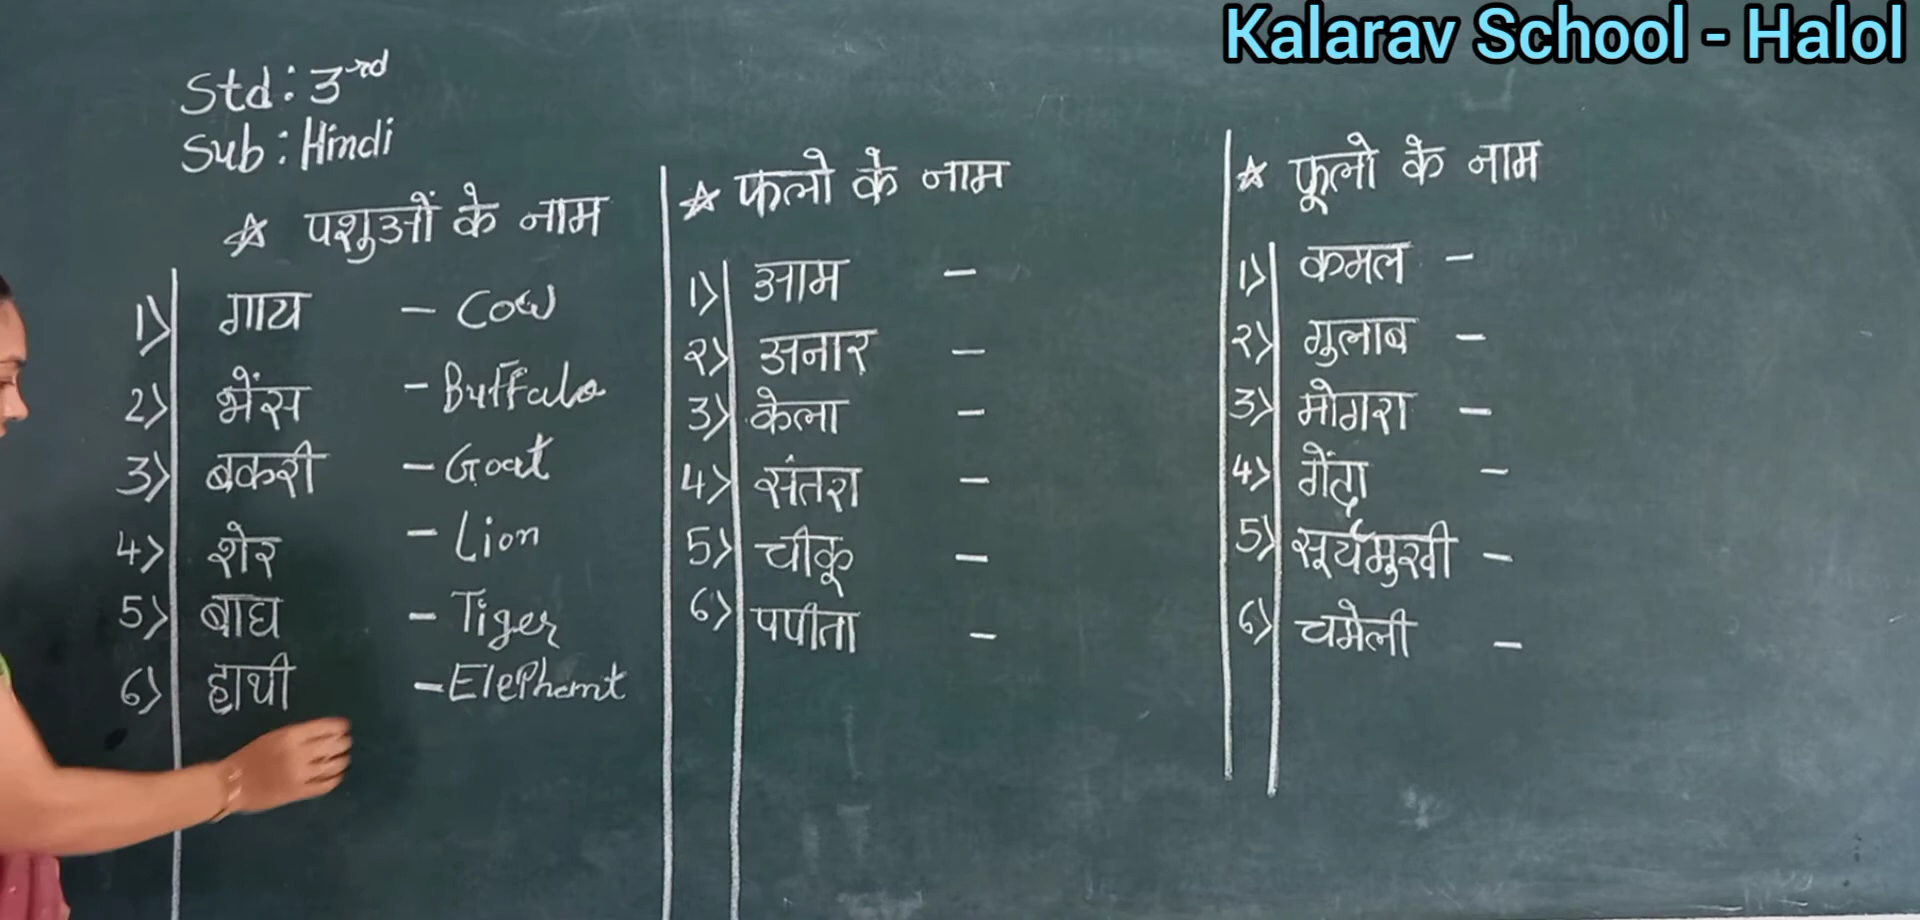 Kalarav School - Halol
Std: 3rd
Sub: Hindi
☆ पशुओं के नाम
1) गाय - Cow
2) भेंस - Buffalo
3) बकरी - Goat
4) शेर - Lion
5) बाघ - Tiger
6) हाथी - Elephant
☆ फलो के नाम
1) आम -
२) अनार -
3) केला -
4) संतरा -
5) चीकू -
6) पपीता -
☆ फूलो के नाम
1) कमल -
२) गुलाब -
3) मोगरा -
4) गेंदा -
5) सूर्यमुखी -
6) चमेली -